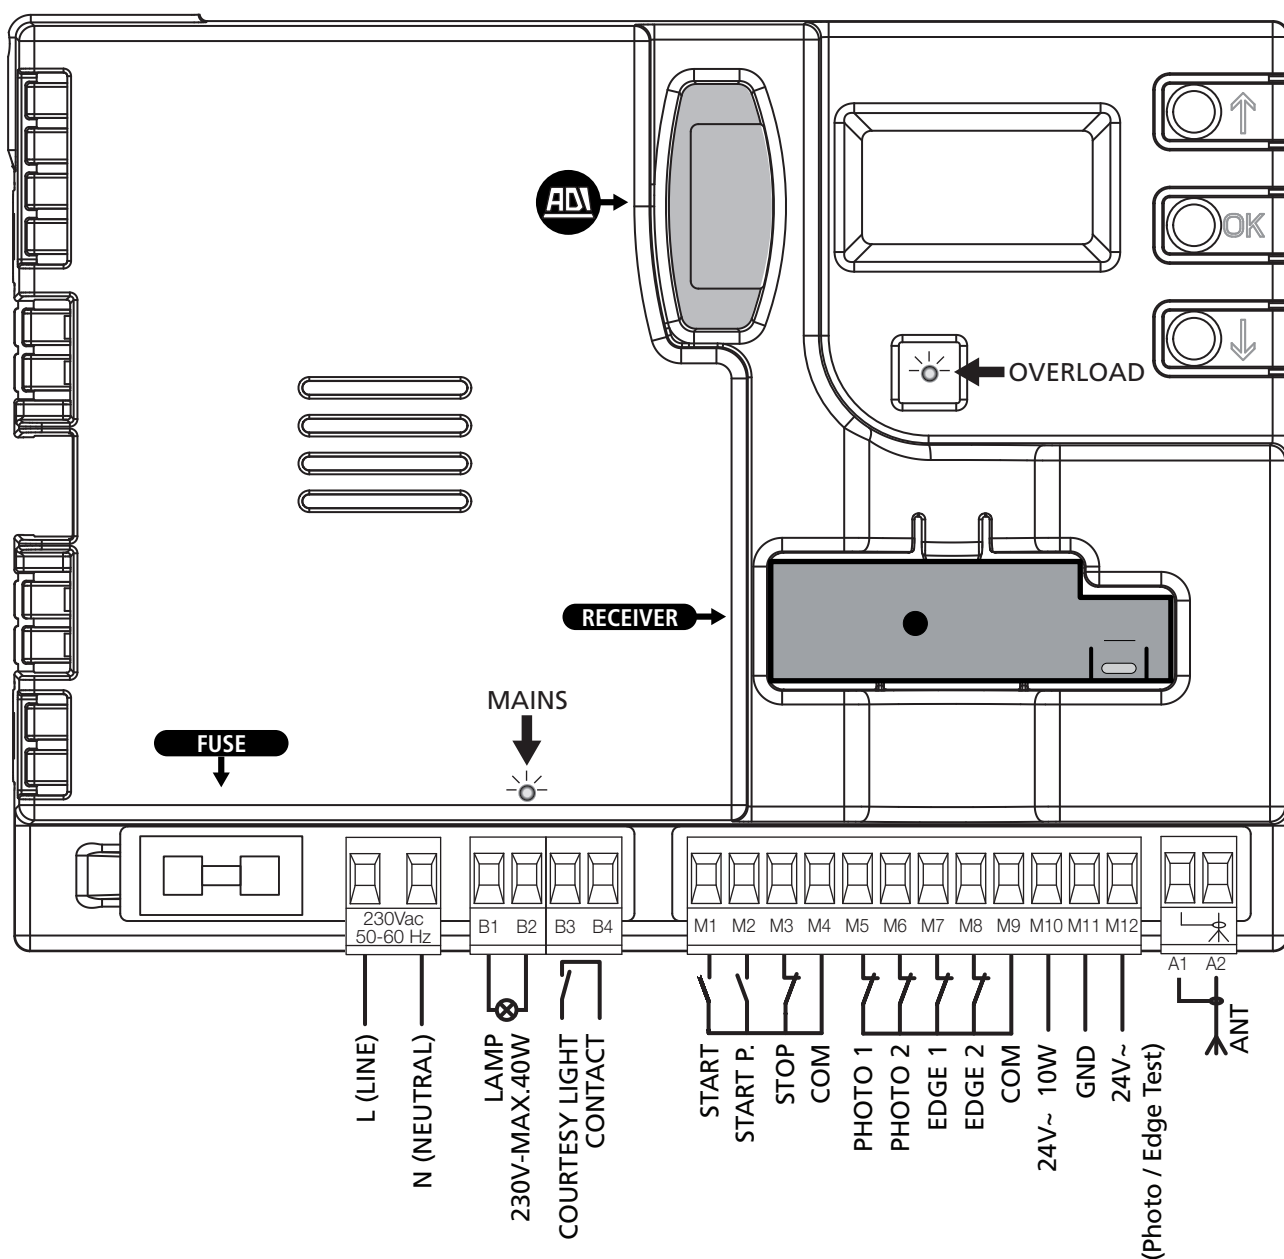 ADI
OK
OVERLOAD
RECEIVER
MAINS
FUSE
230Vac
50-60 Hz
B1 B2 B3 B4
M1 M2 M3 M4 M5 M6 M7 M8 M9 M10 M11 M12
A1 A2
L (LINE)
N (NEUTRAL)
LAMP
230V-MAX.40W
COURTESY LIGHT
CONTACT
START
START P.
STOP
COM
PHOTO 1
PHOTO 2
EDGE 1
EDGE 2
COM
24V~ 10W
GND
24V~
(Photo / Edge Test)
ANT